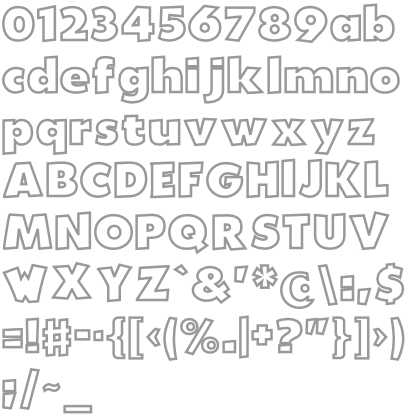 0123456789ab
cdefghijklmno
pqrstuvwxyz
ABCDEFGHIJKL
MNOPQRSTUV
WXYZ`&'*@\:,$
=!#-·{[‹(%.|+?"}]›)
;/~_